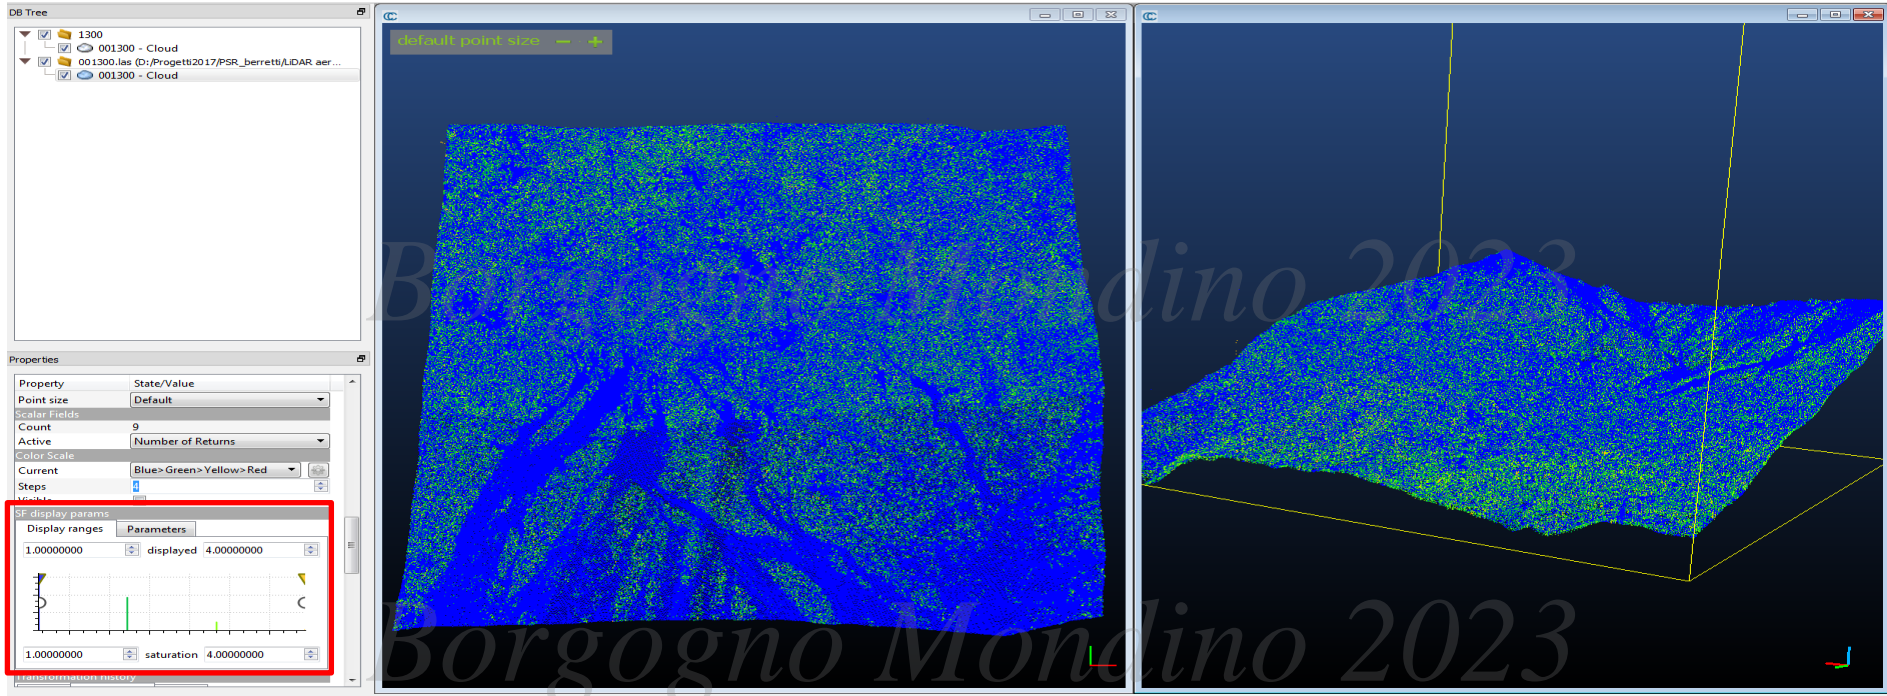 DB Tree
1300
001300 - Cloud
001300.las (D:/Progetti2017/PSR_berretti/LiDAR aer...
001300 - Cloud
Properties
Property State/Value
Point size Default
Scalar Fields
Count 9
Active Number of Returns
Color Scale
Current Blue>Green>Yellow>Red
Steps 4
Visible
SF display params
Display ranges Parameters
1.00000000 displayed 4.00000000
1.00000000 saturation 4.00000000
Transformation history
default point size − +
Borgogno Mondino 2023
Borgogno Mondino 2023